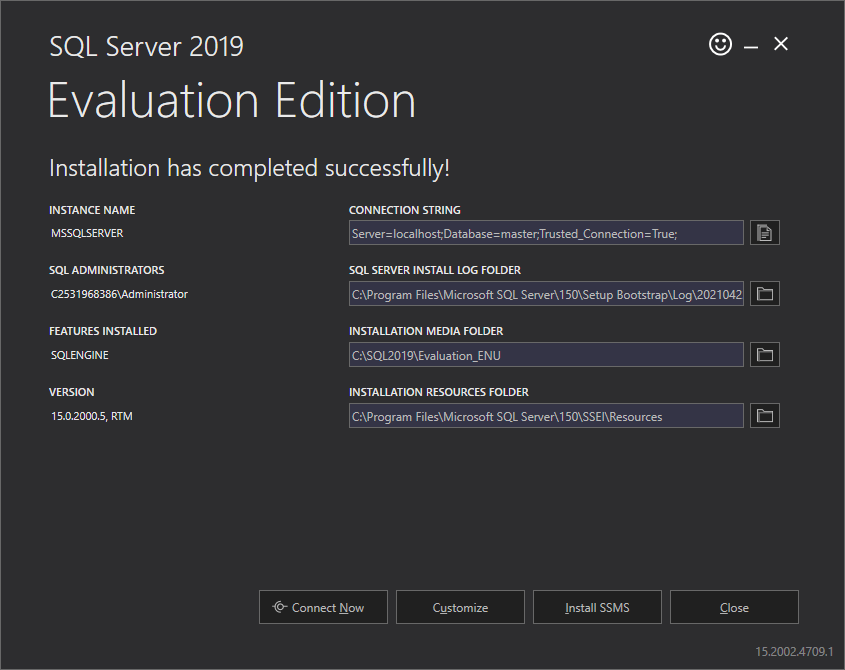 SQL Server 2019
Evaluation Edition
Installation has completed successfully!
INSTANCE NAME
MSSQLSERVER
CONNECTION STRING
Server=localhost;Database=master;Trusted_Connection=True;
SQL ADMINISTRATORS
C2531968386\Administrator
SQL SERVER INSTALL LOG FOLDER
C:\Program Files\Microsoft SQL Server\150\Setup Bootstrap\Log\2021042
FEATURES INSTALLED
SQLENGINE
INSTALLATION MEDIA FOLDER
C:\SQL2019\Evaluation_ENU
VERSION
15.0.2000.5, RTM
INSTALLATION RESOURCES FOLDER
C:\Program Files\Microsoft SQL Server\150\SSEI\Resources
Connect Now
Customize
Install SSMS
Close
15.2002.4709.1